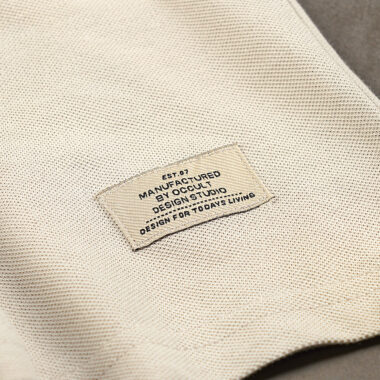 EST.87
MANUFACTURED
BY OCCULT
DESIGN STUDIO
DESIGN FOR TODAYS LIVING